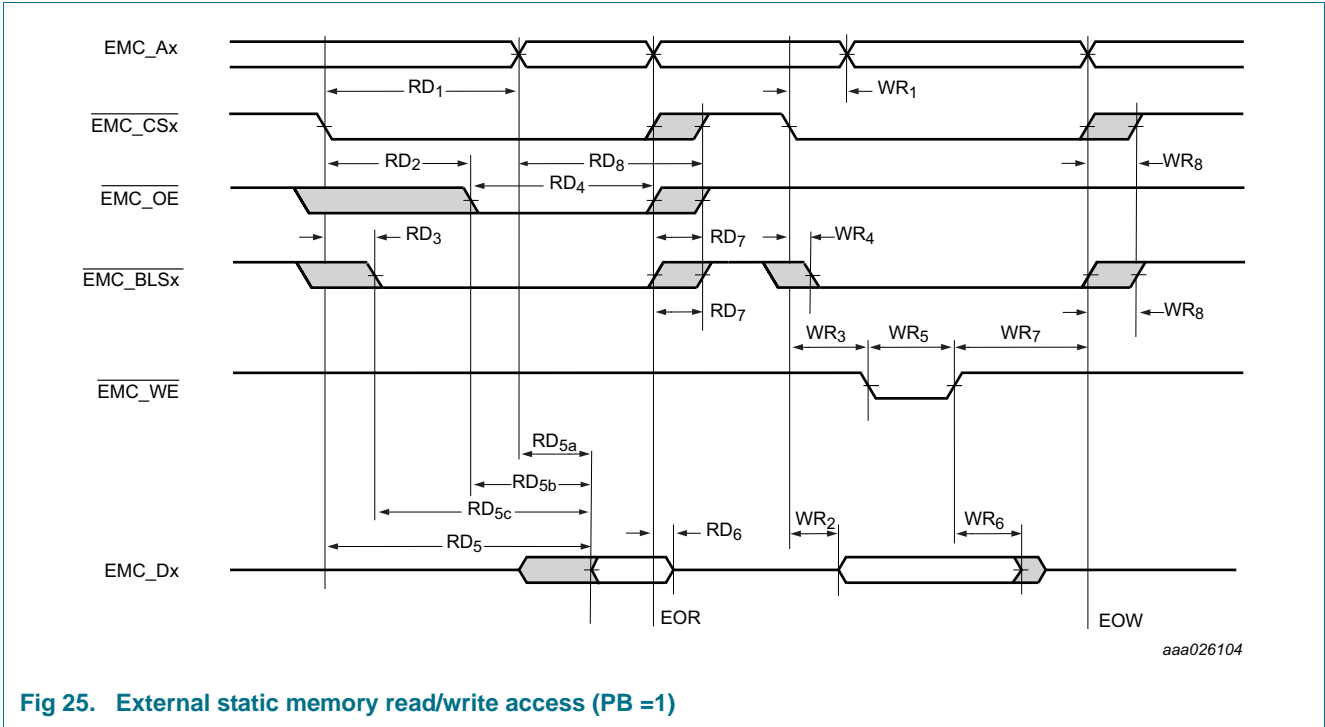 EMC_Ax
RD1
WR1
EMC_CSx
RD2
RD8
WR8
RD4
EMC_OE
RD3
RD7
WR4
EMC_BLSx
RD7
WR8
WR3
WR5
WR7
EMC_WE
RD5a
RD5b
RD5c
WR2
WR6
RD6
RD5
EMC_Dx
EOR
EOW
aaa026104
Fig 25. External static memory read/write access (PB =1)